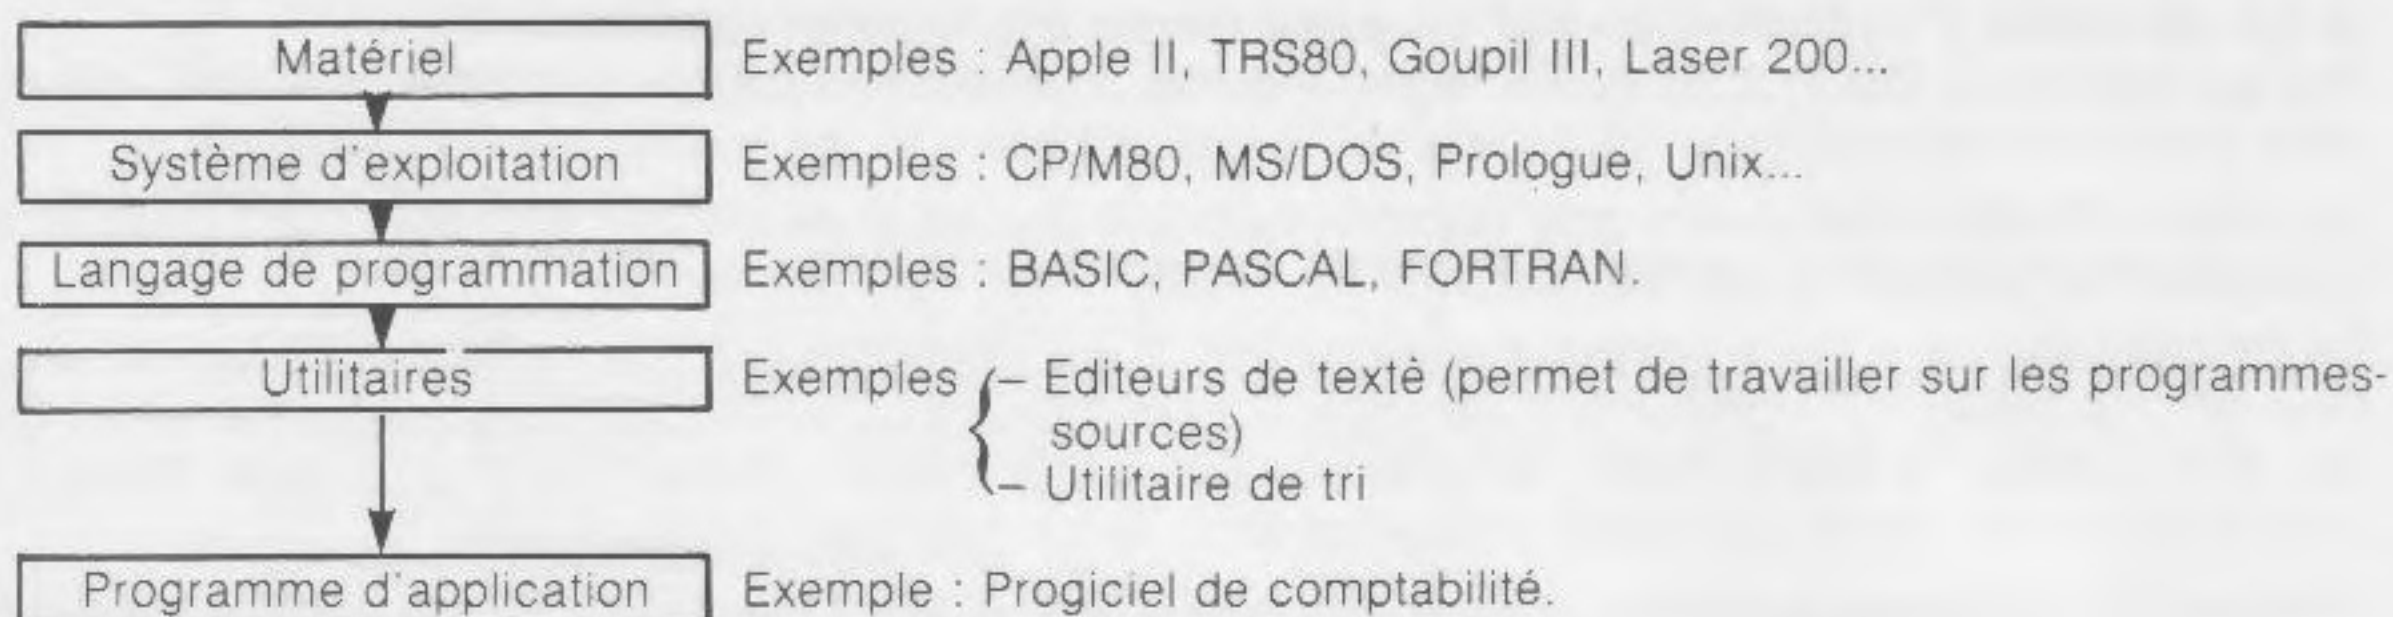 Matériel
Exemples : Apple II, TRS80, Goupil III, Laser 200...
Système d'exploitation
Exemples : CP/M80, MS/DOS, Prologue, Unix...
Langage de programmation
Exemples : BASIC, PASCAL, FORTRAN.
Utilitaires
Exemples
– Editeurs de texte (permet de travailler sur les programmes-
sources)
– Utilitaire de tri
Programme d'application
Exemple : Progiciel de comptabilité.